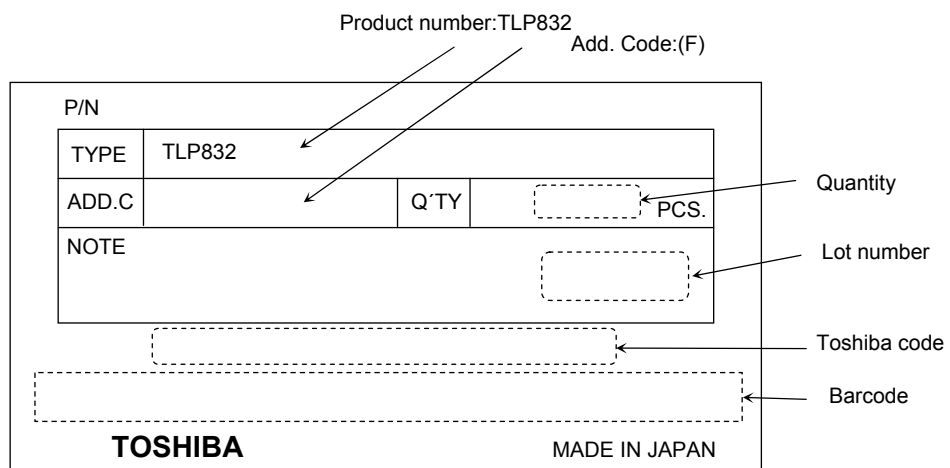 Product number:TLP832
Add. Code:(F)
P/N
TYPE TLP832
ADD.C Q´TY PCS.
Quantity
NOTE
Lot number
Toshiba code
Barcode
TOSHIBA MADE IN JAPAN